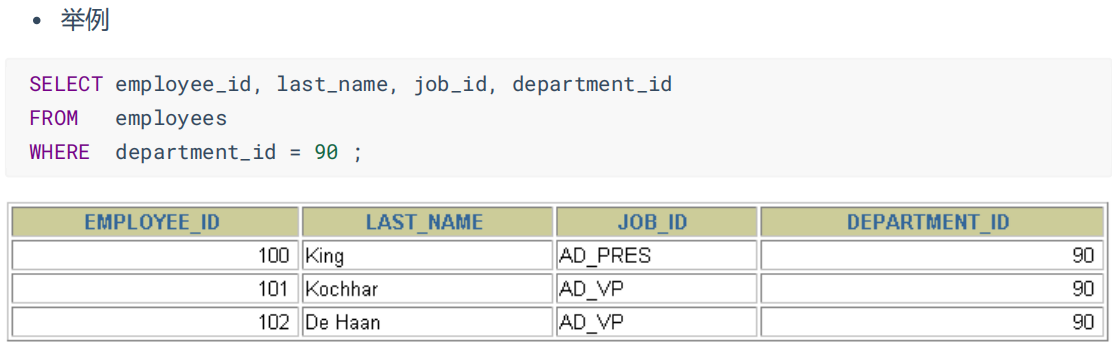 • 举例
SELECT employee_id, last_name, job_id, department_id
FROM   employees
WHERE  department_id = 90 ;
EMPLOYEE_ID LAST_NAME JOB_ID DEPARTMENT_ID
100 King AD_PRES 90
101 Kochhar AD_VP 90
102 De Haan AD_VP 90